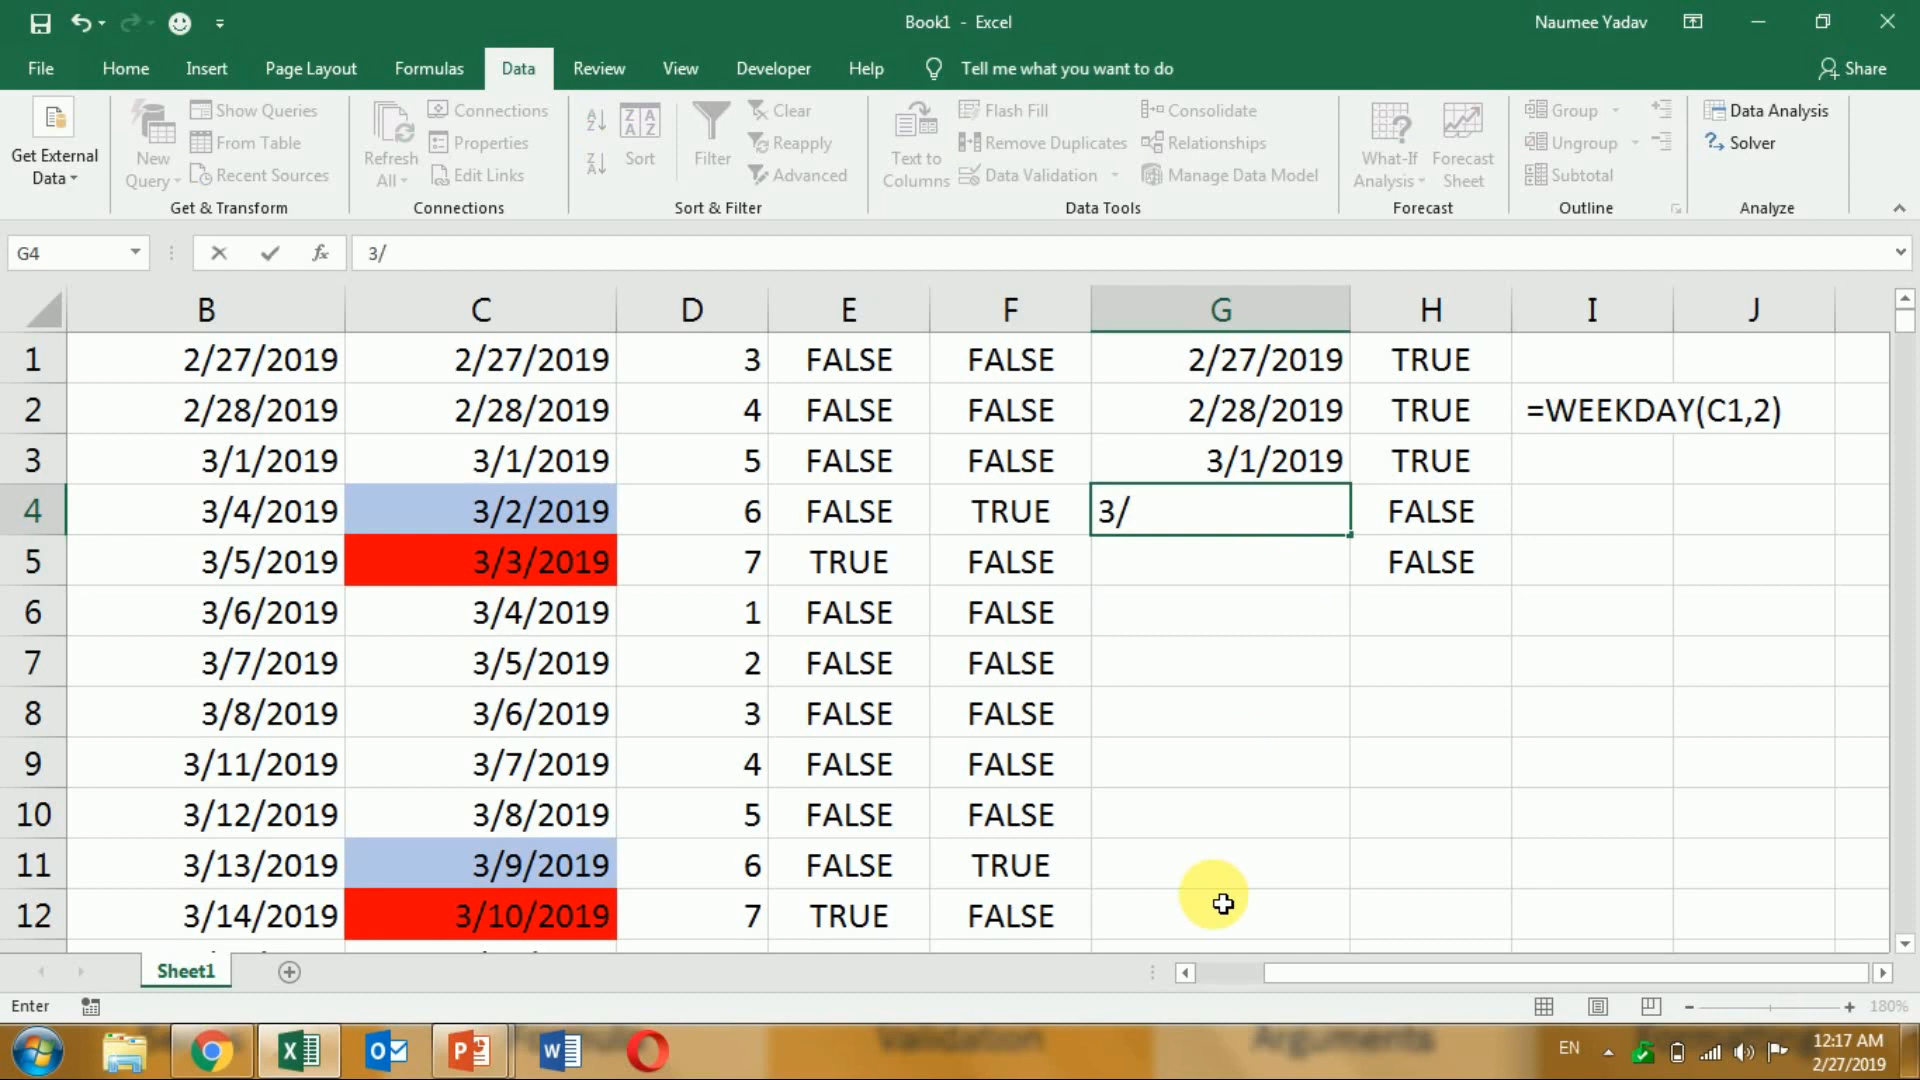 Book1 - Excel
Naumee Yadav
File Home Insert Page Layout Formulas Data Review View Developer Help Tell me what you want to do Share
Get External Data
New Query
Show Queries
From Table
Recent Sources
Get & Transform
Refresh All
Connections
Properties
Edit Links
Connections
Sort
Filter
Clear
Reapply
Advanced
Sort & Filter
Text to Columns
Flash Fill
Remove Duplicates
Data Validation
Consolidate
Relationships
Manage Data Model
Data Tools
What-If Analysis
Forecast Sheet
Forecast
Group
Ungroup
Subtotal
Outline
Data Analysis
Solver
Analyze
G4 fx 3/
B C D E F G H I J
1 2/27/2019 2/27/2019 3 FALSE FALSE 2/27/2019 TRUE
2 2/28/2019 2/28/2019 4 FALSE FALSE 2/28/2019 TRUE =WEEKDAY(C1,2)
3 3/1/2019 3/1/2019 5 FALSE FALSE 3/1/2019 TRUE
4 3/4/2019 3/2/2019 6 FALSE TRUE 3/ FALSE
5 3/5/2019 3/3/2019 7 TRUE FALSE FALSE
6 3/6/2019 3/4/2019 1 FALSE FALSE
7 3/7/2019 3/5/2019 2 FALSE FALSE
8 3/8/2019 3/6/2019 3 FALSE FALSE
9 3/11/2019 3/7/2019 4 FALSE FALSE
10 3/12/2019 3/8/2019 5 FALSE FALSE
11 3/13/2019 3/9/2019 6 FALSE TRUE
12 3/14/2019 3/10/2019 7 TRUE FALSE
Sheet1
Enter
180%
Validation
Arguments
EN
12:17 AM
2/27/2019